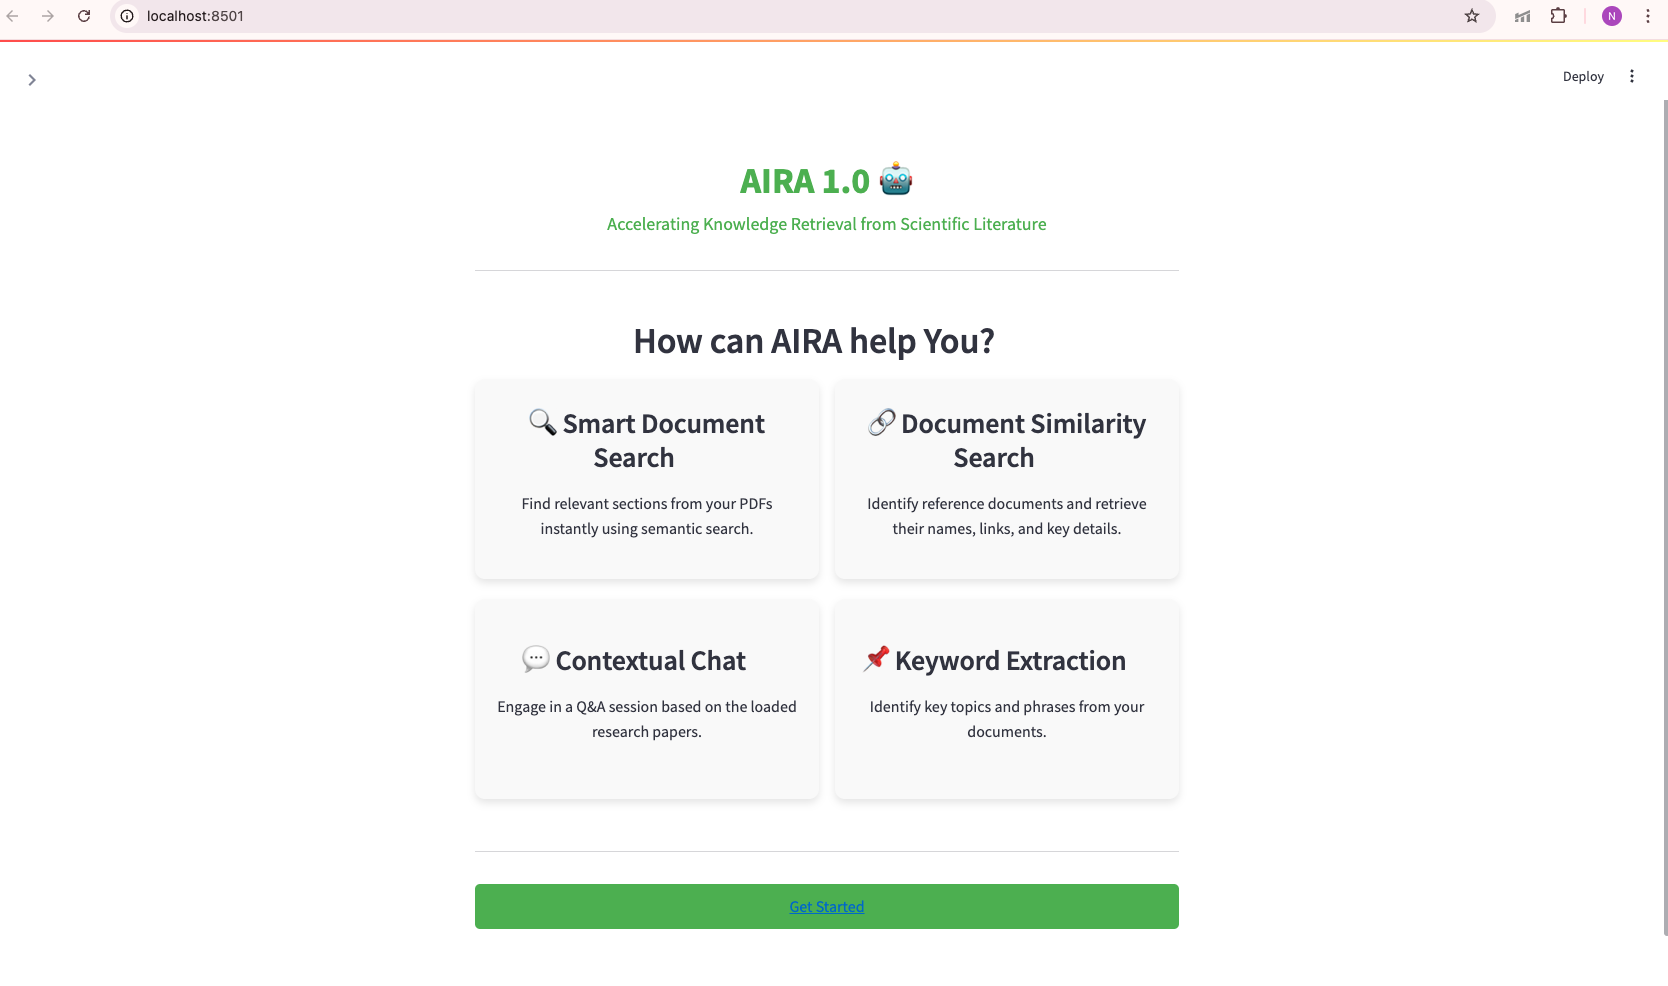 localhost:8501
N
Deploy
AIRA 1.0
Accelerating Knowledge Retrieval from Scientific Literature
How can AIRA help You?
Smart Document
Search
Find relevant sections from your PDFs
instantly using semantic search.
Document Similarity
Search
Identify reference documents and retrieve
their names, links, and key details.
Contextual Chat
Engage in a Q&A session based on the loaded
research papers.
Keyword Extraction
Identify key topics and phrases from your
documents.
Get Started